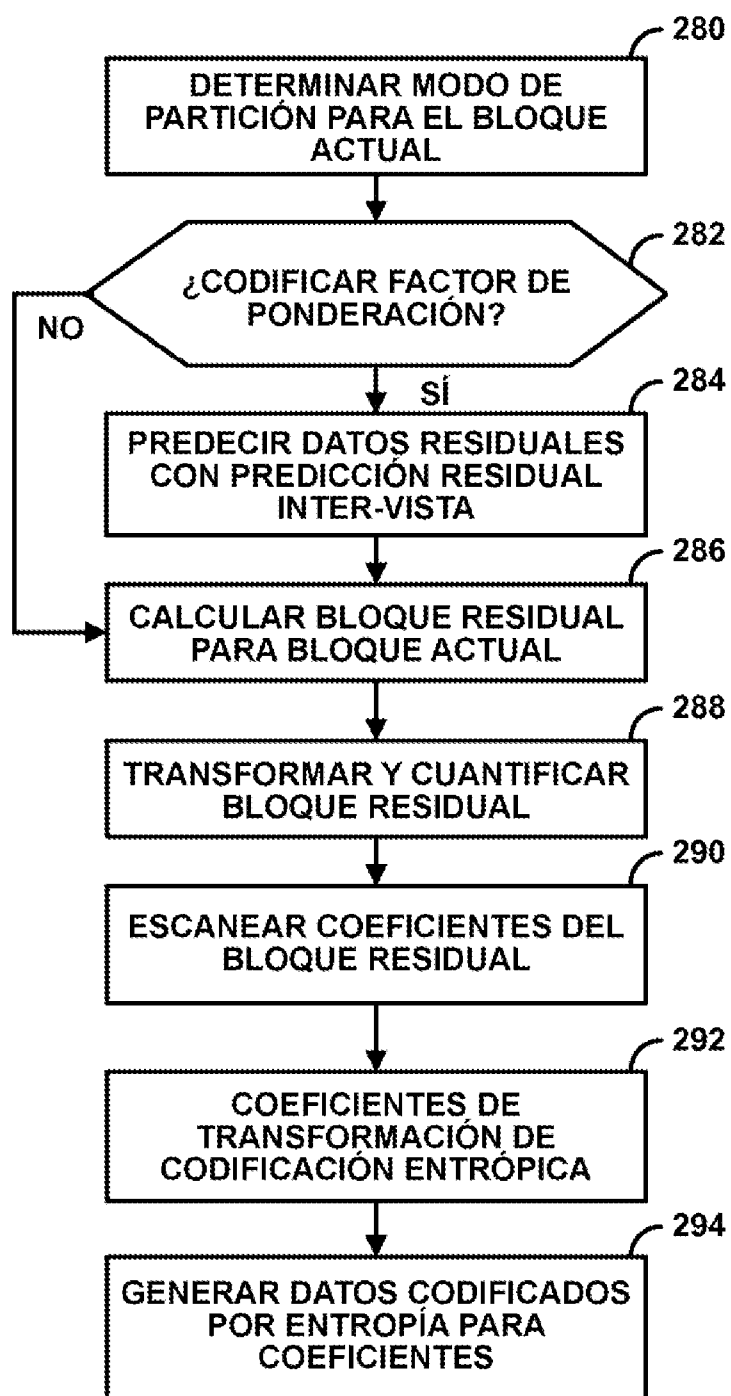 280
DETERMINAR MODO DE
PARTICIÓN PARA EL BLOQUE
ACTUAL
282
¿CODIFICAR FACTOR DE
PONDERACIÓN?
NO
SÍ
284
PREDECIR DATOS RESIDUALES
CON PREDICCIÓN RESIDUAL
INTER-VISTA
286
CALCULAR BLOQUE RESIDUAL
PARA BLOQUE ACTUAL
288
TRANSFORMAR Y CUANTIFICAR
BLOQUE RESIDUAL
290
ESCANEAR COEFICIENTES DEL
BLOQUE RESIDUAL
292
COEFICIENTES DE
TRANSFORMACIÓN DE
CODIFICACIÓN ENTRÓPICA
294
GENERAR DATOS CODIFICADOS
POR ENTROPÍA PARA
COEFICIENTES